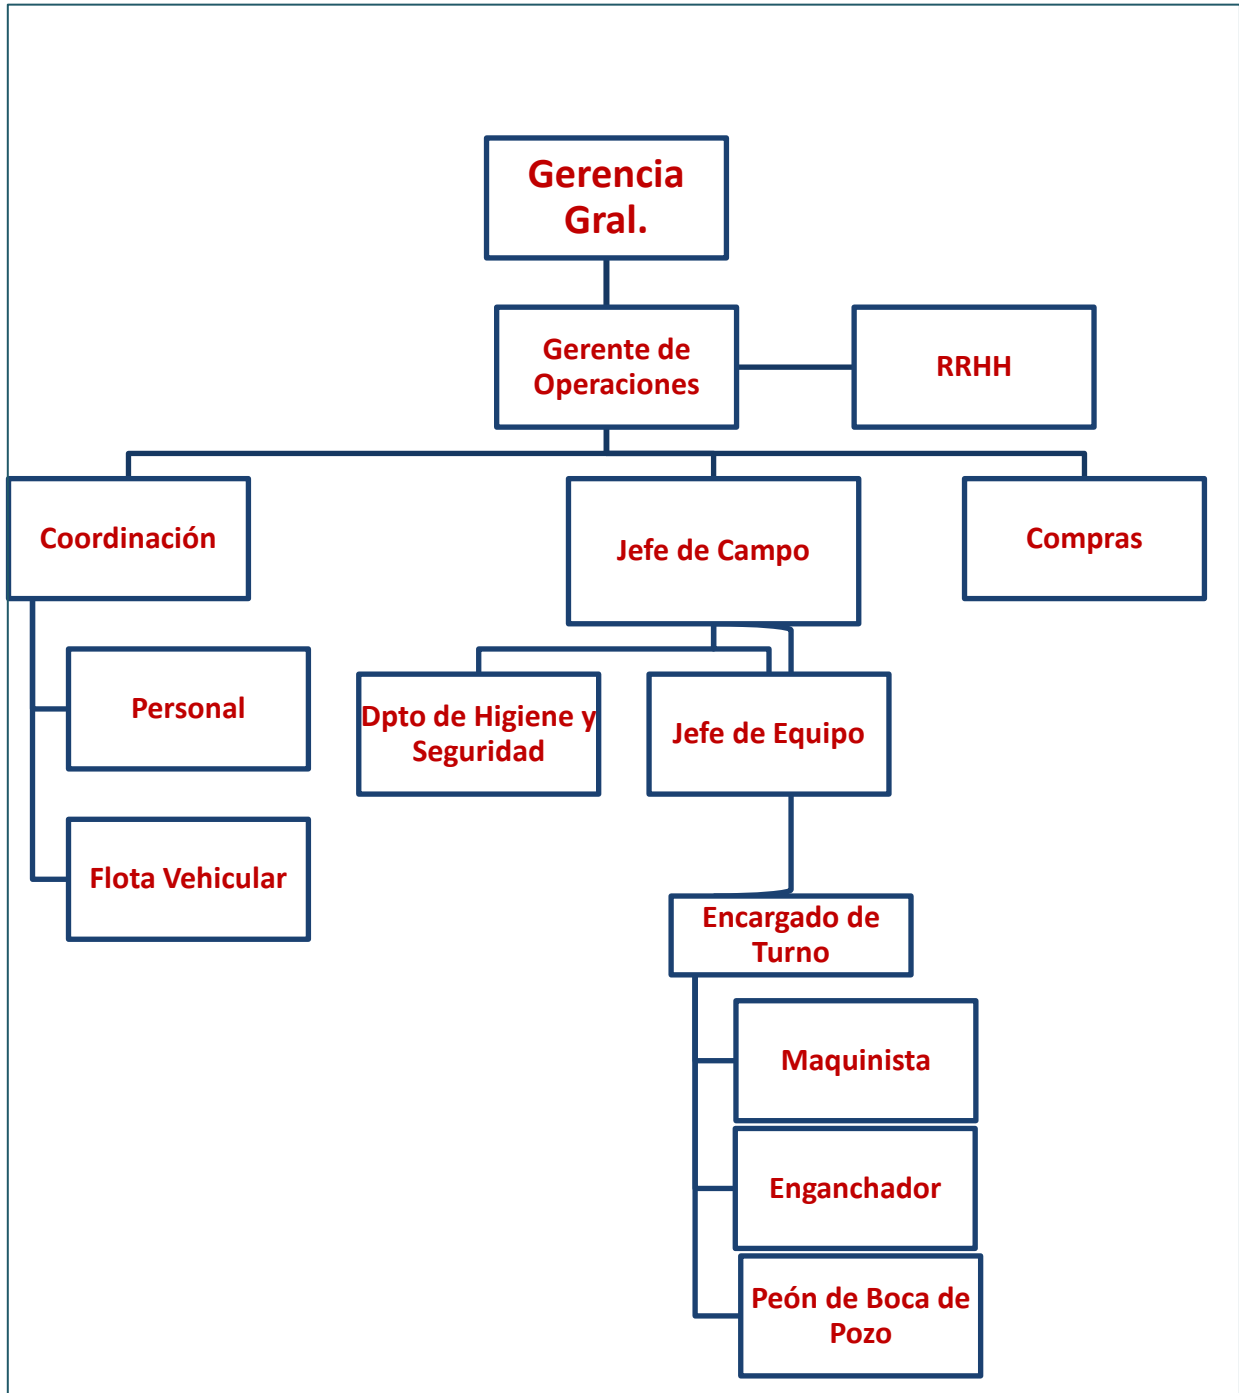 Gerencia
Gral.
Gerente de
Operaciones
RRHH
Coordinación
Jefe de Campo
Compras
Personal
Dpto de Higiene y
Seguridad
Jefe de Equipo
Flota Vehicular
Encargado de
Turno
Maquinista
Enganchador
Peón de Boca de
Pozo